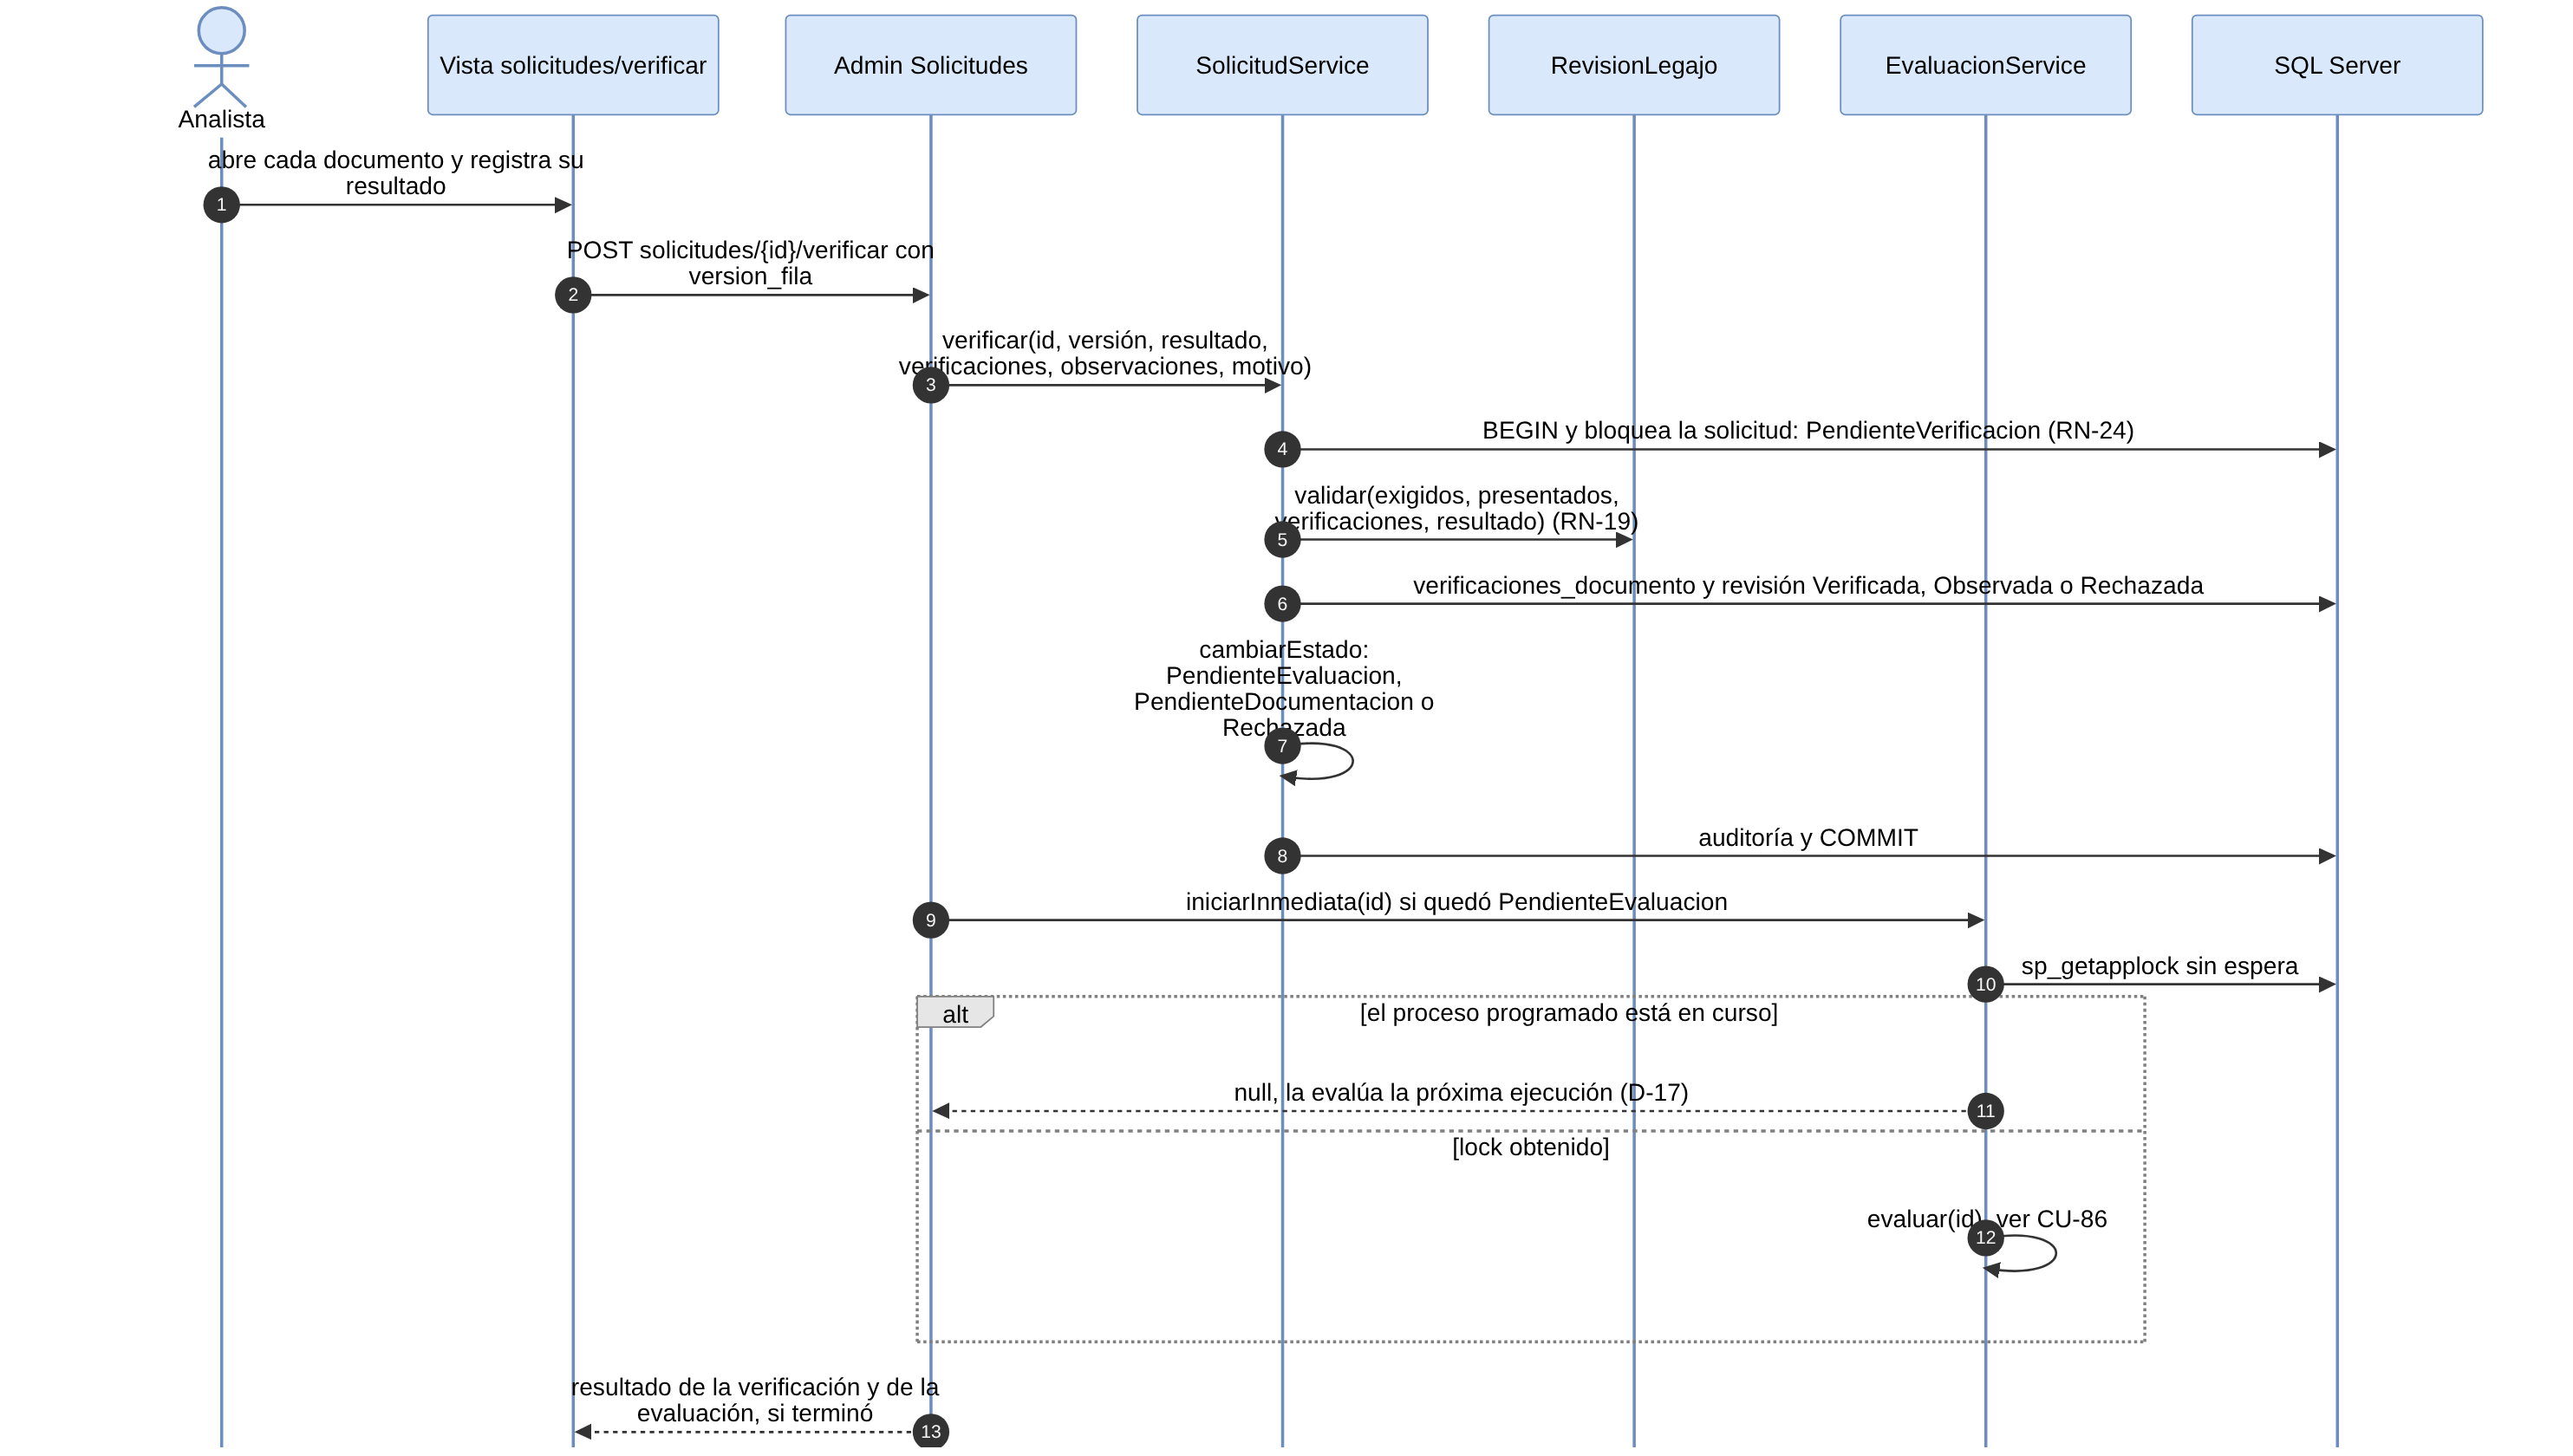 Analista
Vista solicitudes/verificar
Admin Solicitudes
SolicitudService
RevisionLegajo
EvaluacionService
SQL Server
abre cada documento y registra su
resultado
1
POST solicitudes/{id}/verificar con
version_fila
2
verificar(id, versión, resultado,
verificaciones, observaciones, motivo)
3
BEGIN y bloquea la solicitud: PendienteVerificacion (RN-24)
4
validar(exigidos, presentados,
verificaciones, resultado) (RN-19)
5
verificaciones_documento y revisión Verificada, Observada o Rechazada
6
cambiarEstado:
PendienteEvaluacion,
PendienteDocumentacion o
Rechazada
7
auditoría y COMMIT
8
iniciarInmediata(id) si quedó PendienteEvaluacion
9
sp_getapplock sin espera
10
alt
[el proceso programado está en curso]
null, la evalúa la próxima ejecución (D-17)
11
[lock obtenido]
evaluar(id), ver CU-86
12
resultado de la verificación y de la
evaluación, si terminó
13